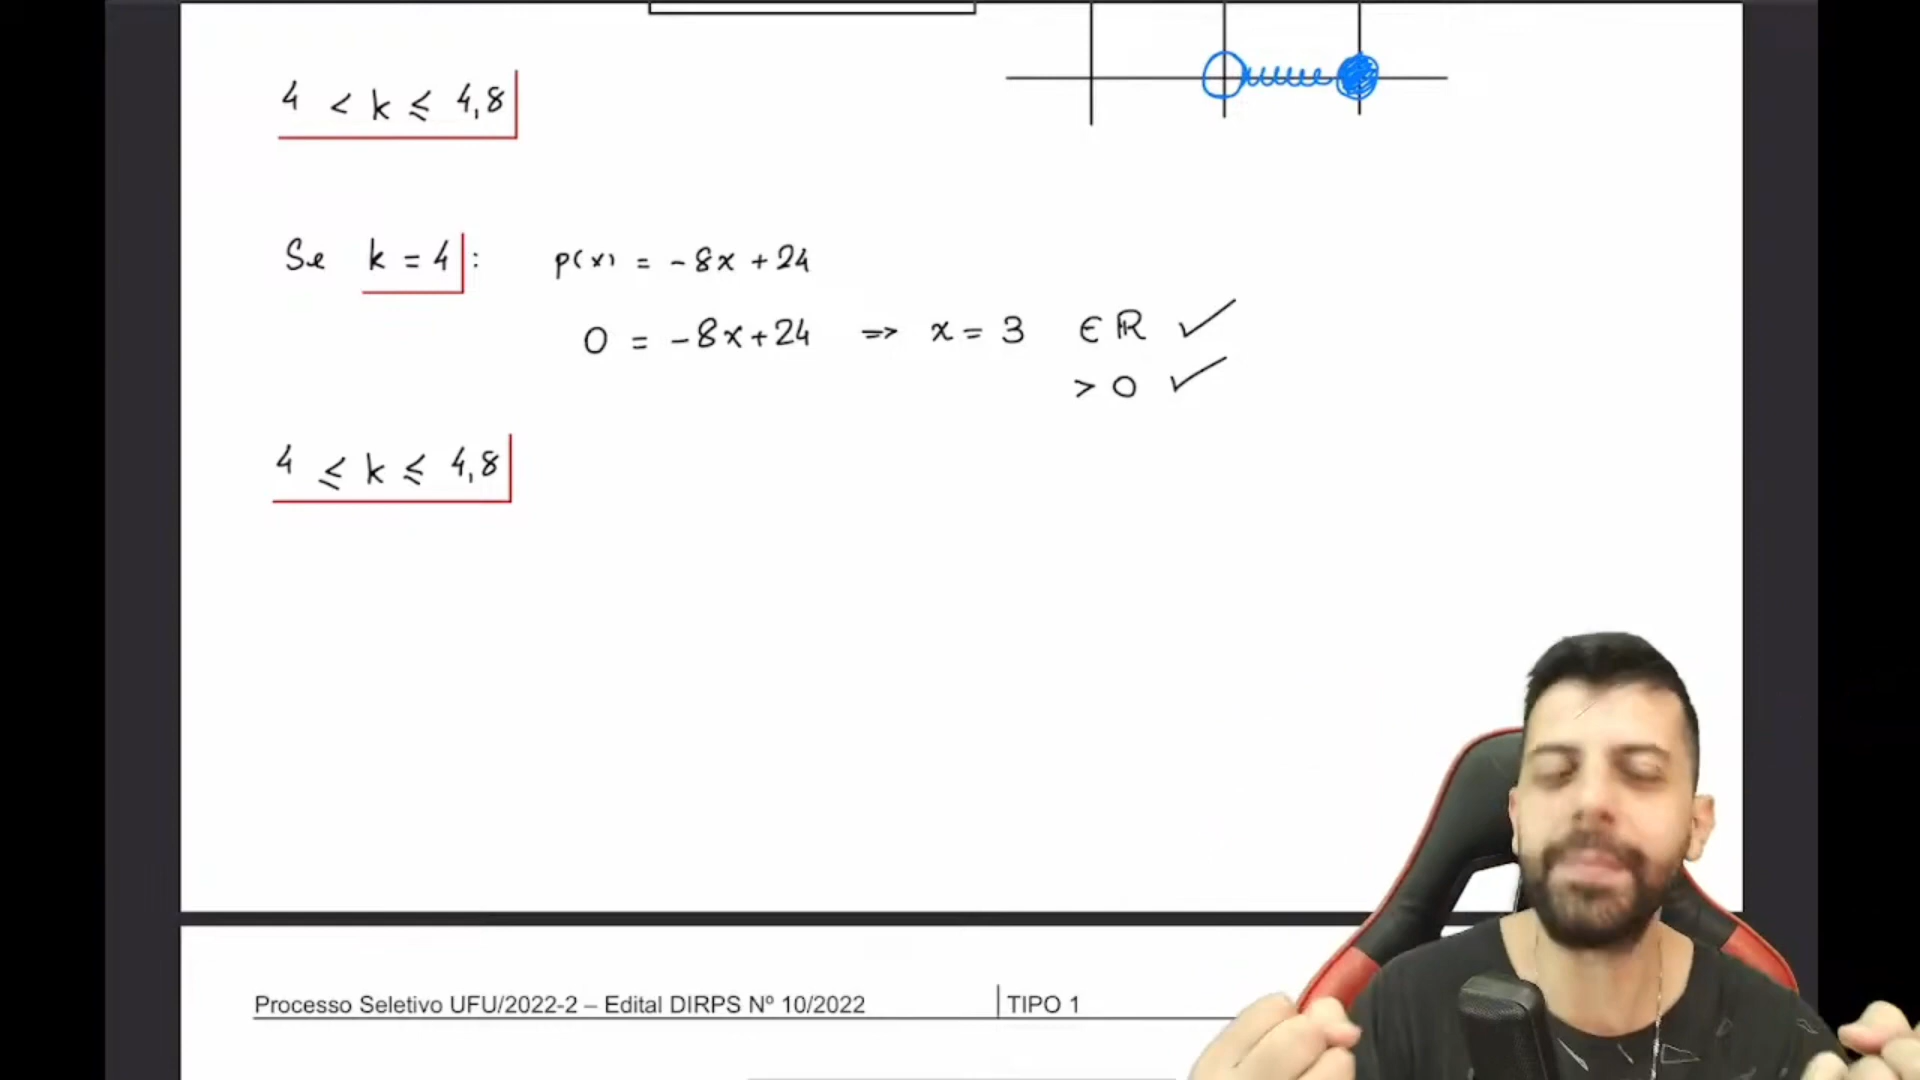 4 < k ≤ 4,8
Se k = 4 : p(x) = -8x + 24
0 = -8x + 24 => x = 3 ∈ ℝ ✓
> 0 ✓
4 ≤ k ≤ 4,8
Processo Seletivo UFU/2022-2 – Edital DIRPS Nº 10/2022 TIPO 1